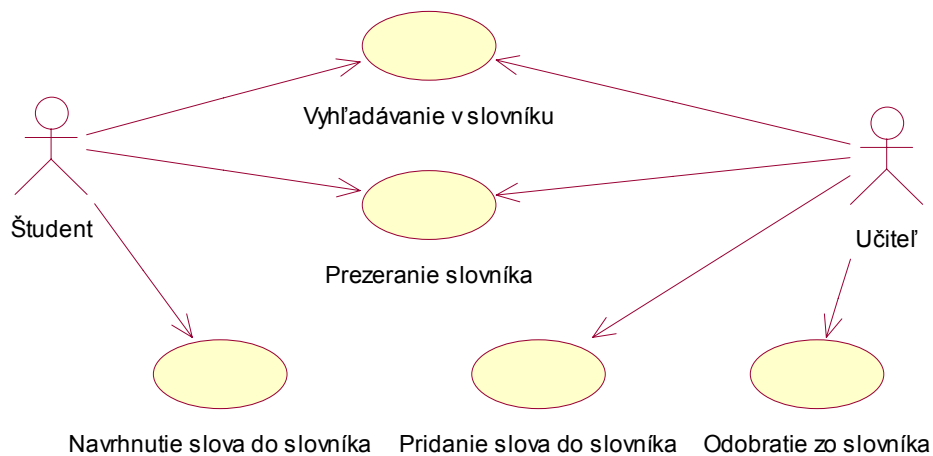 Vyhľadávanie v slovníku
Študent
Učiteľ
Prezeranie slovníka
Navrhnutie slova do slovníka
Pridanie slova do slovníka
Odobratie zo slovníka